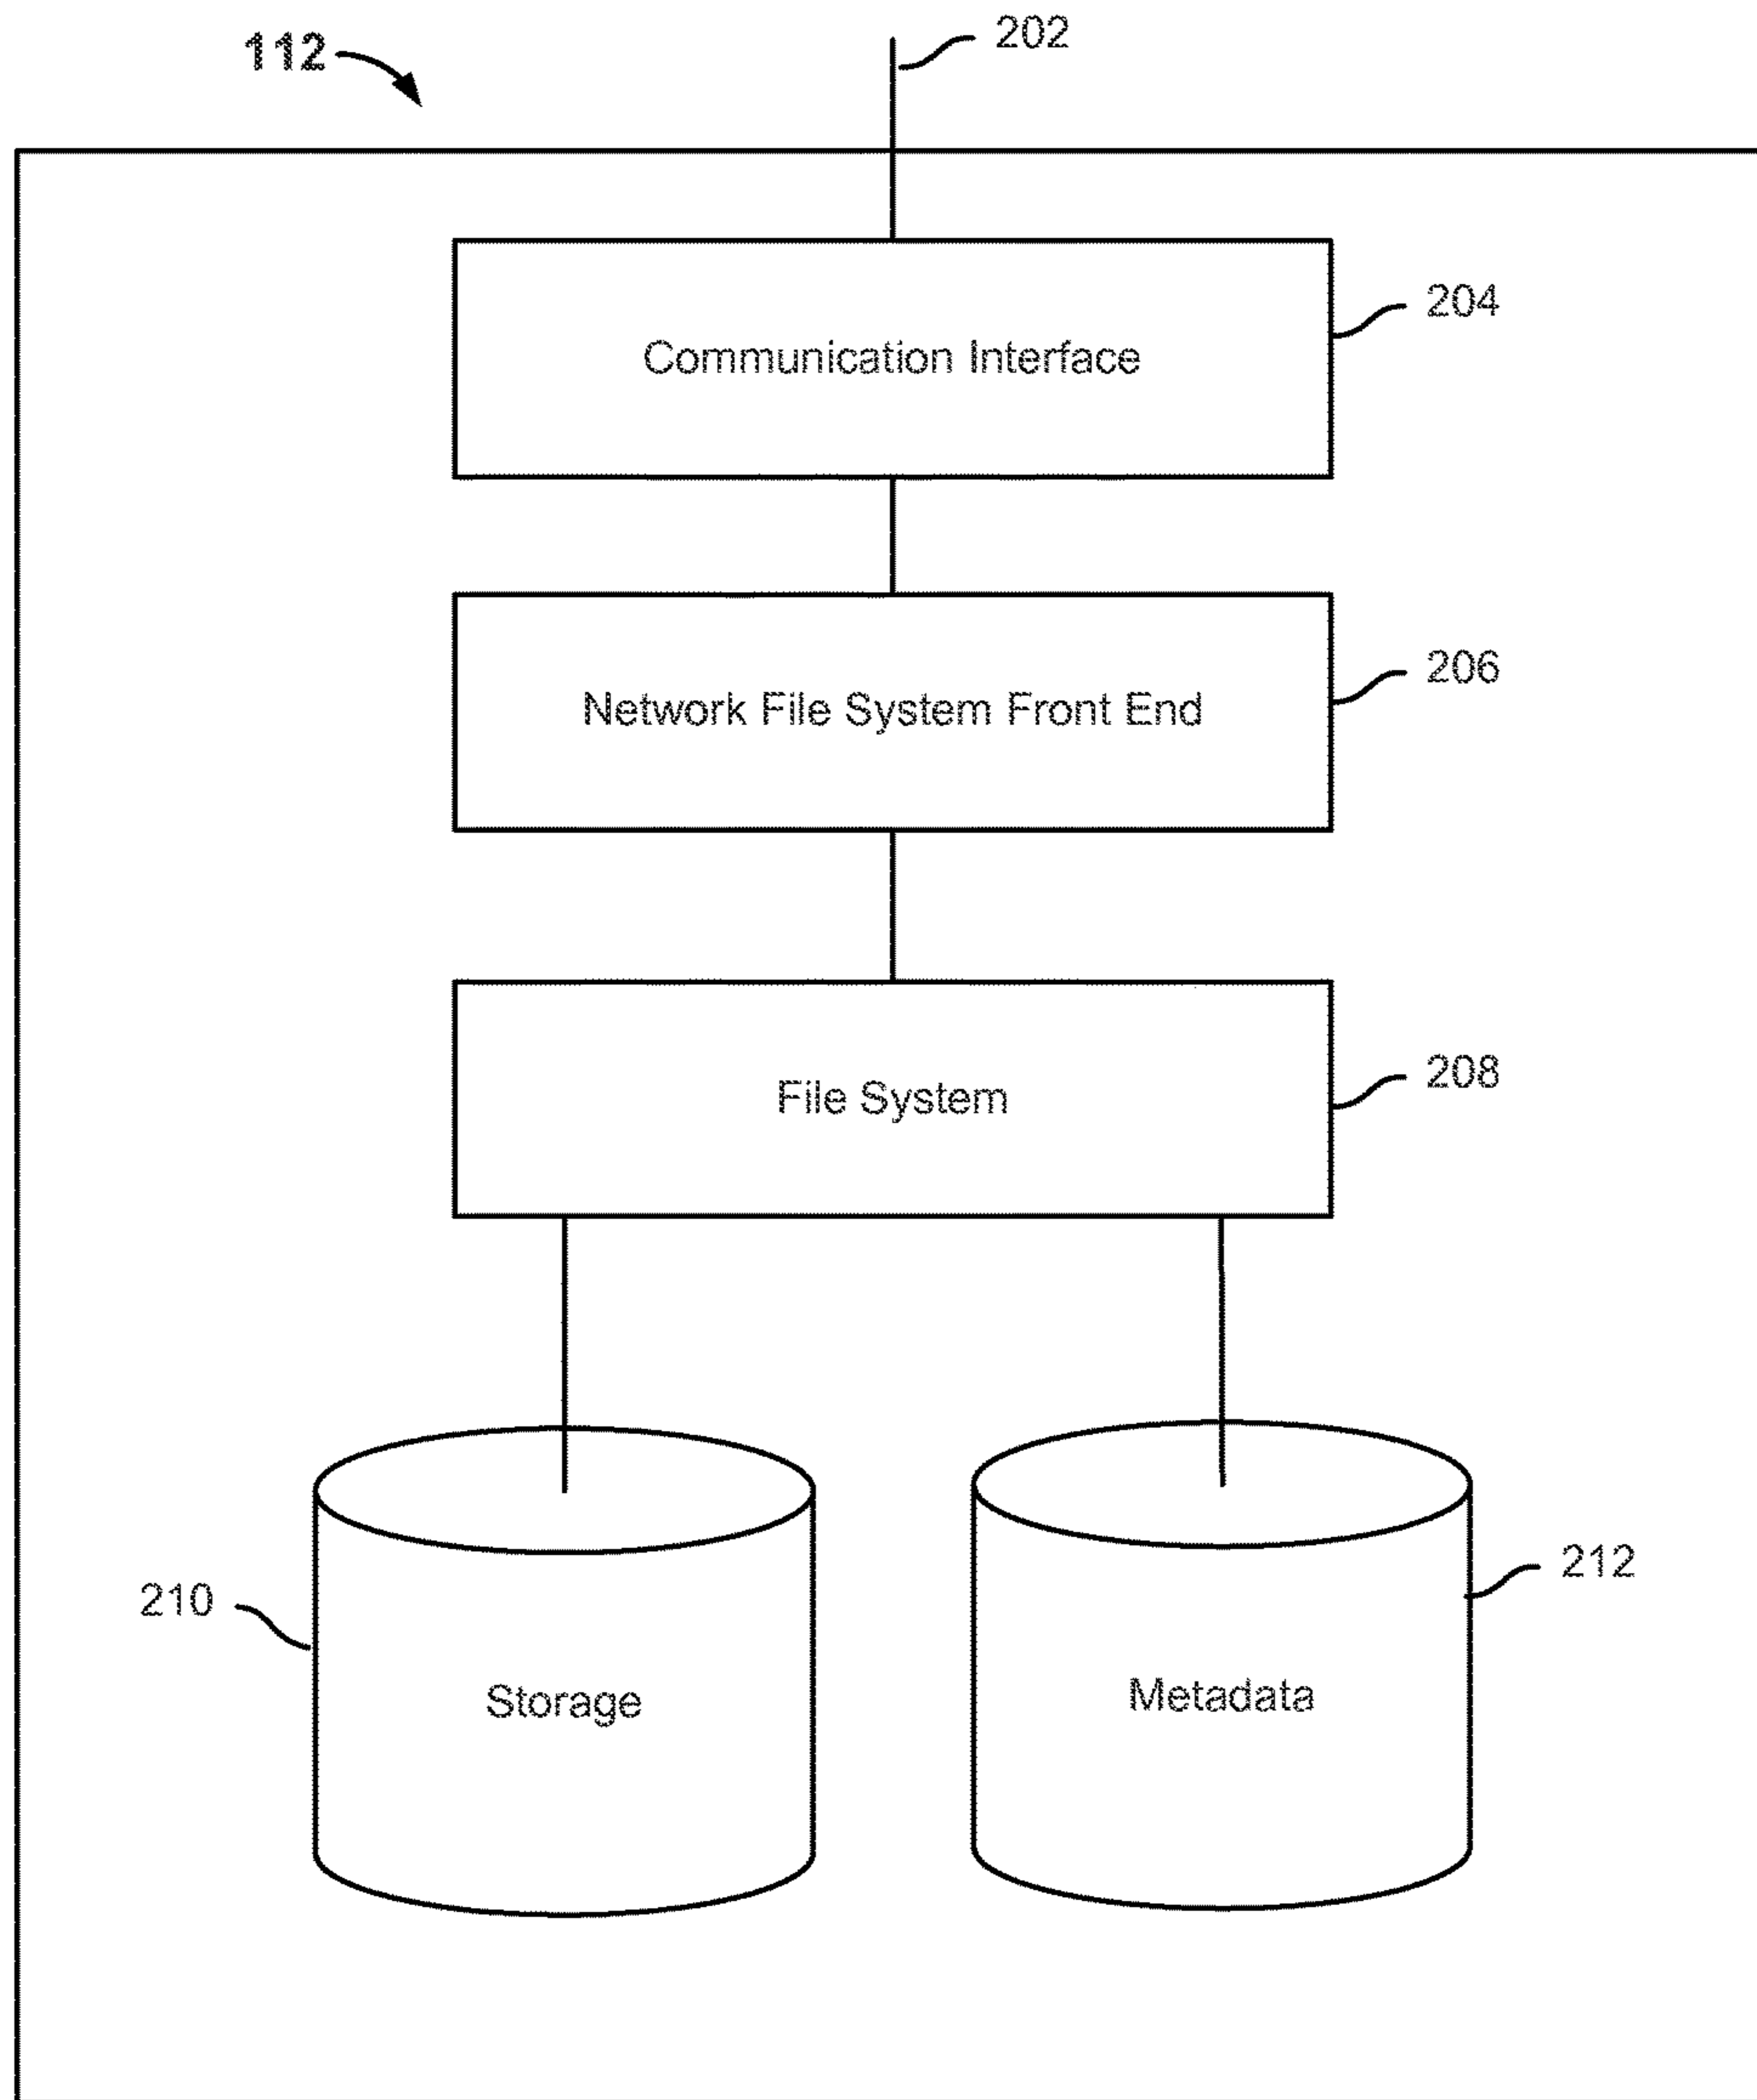 112
202
Communication Interface
204
Network File System Front End
206
File System
208
210
Storage
Metadata
212